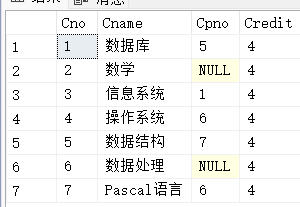 Cno Cname Cpno Credit
1 1 数据库 5 4
2 2 数学 NULL 4
3 3 信息系统 1 4
4 4 操作系统 6 4
5 5 数据结构 7 4
6 6 数据处理 NULL 4
7 7 Pascal语言 6 4